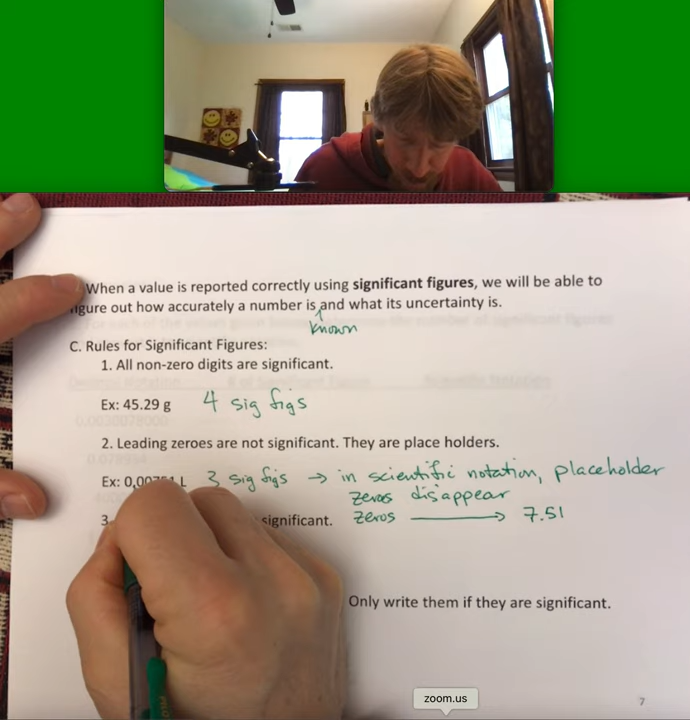 When a value is reported correctly using significant figures, we will be able to
figure out how accurately a number is and what its uncertainty is.
known
C. Rules for Significant Figures:
1. All non-zero digits are significant.
Ex: 45.29 g 4 sig figs
2. Leading zeroes are not significant. They are place holders.
Ex: L 3 sig figs → in scientific notation, placeholder
zeros disappear
3. significant. zeros → 7.51
Only write them if they are significant.
7
zoom.us